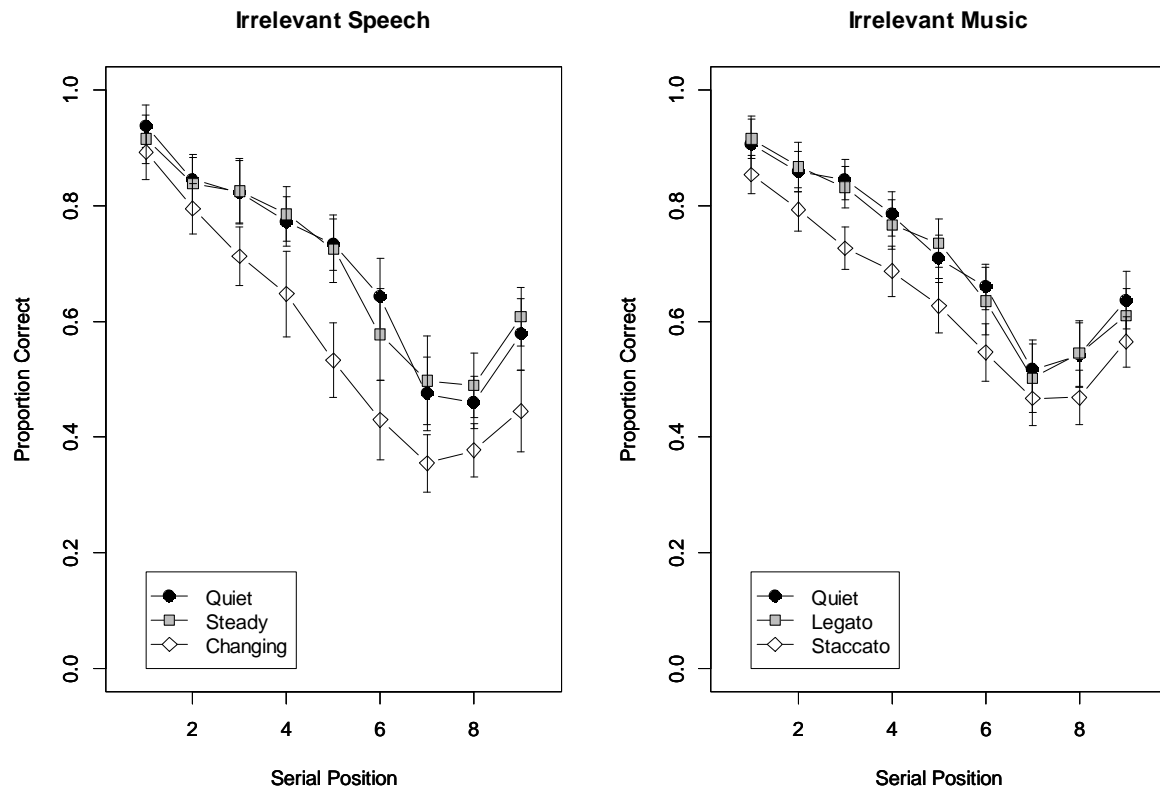 Irrelevant Speech
Proportion Correct
1.0
0.8
0.6
0.4
0.2
0.0
Quiet
Steady
Changing
2 4 6 8
Serial Position
Irrelevant Music
Proportion Correct
1.0
0.8
0.6
0.4
0.2
0.0
Quiet
Legato
Staccato
2 4 6 8
Serial Position